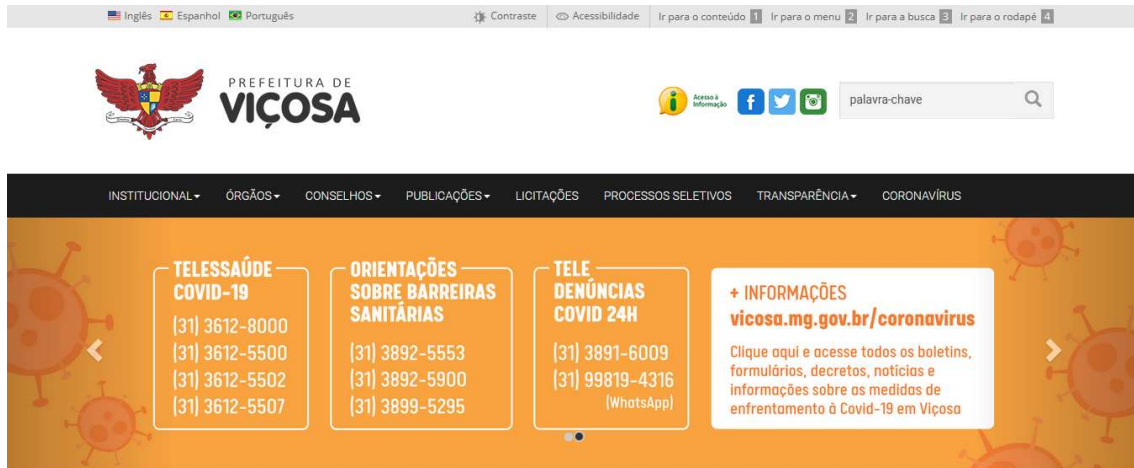 Inglês Espanhol Português Contraste Acessibilidade Ir para o conteúdo 1 Ir para o menu 2 Ir para a busca 3 Ir para o rodapé 4
PREFEITURA DE
VIÇOSA
Acesso à
Informação
palavra-chave
INSTITUCIONAL ÓRGÃOS CONSELHOS PUBLICAÇÕES LICITAÇÕES PROCESSOS SELETIVOS TRANSPARÊNCIA CORONAVÍRUS
TELESSAÚDE
COVID-19
(31) 3612-8000
(31) 3612-5500
(31) 3612-5502
(31) 3612-5507
ORIENTAÇÕES
SOBRE BARREIRAS
SANITÁRIAS
(31) 3892-5553
(31) 3892-5900
(31) 3899-5295
TELE
DENÚNCIAS
COVID 24H
(31) 3891-6009
(31) 99819-4316
(WhatsApp)
+ INFORMAÇÕES
vicosa.mg.gov.br/coronavirus
Clique aqui e acesse todos os boletins,
formulários, decretos, notícias e
informações sobre as medidas de
enfrentamento à Covid-19 em Viçosa